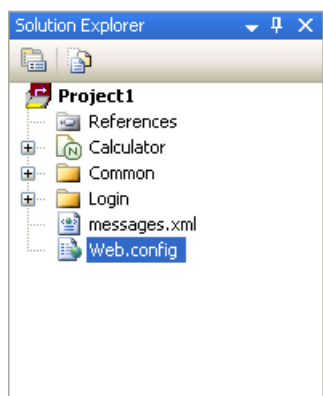 Solution Explorer
Project1
References
Calculator
Common
Login
messages.xml
Web.config